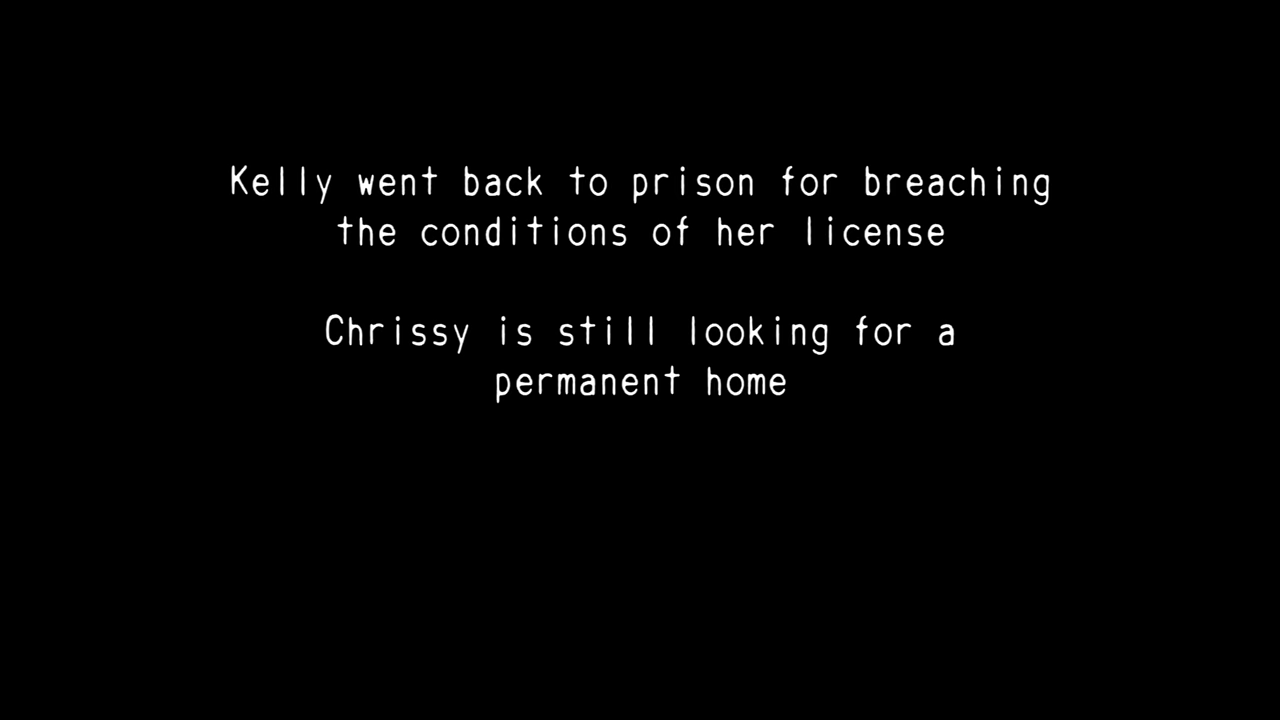 Kelly went back to prison for breaching
the conditions of her license
Chrissy is still looking for a
permanent home